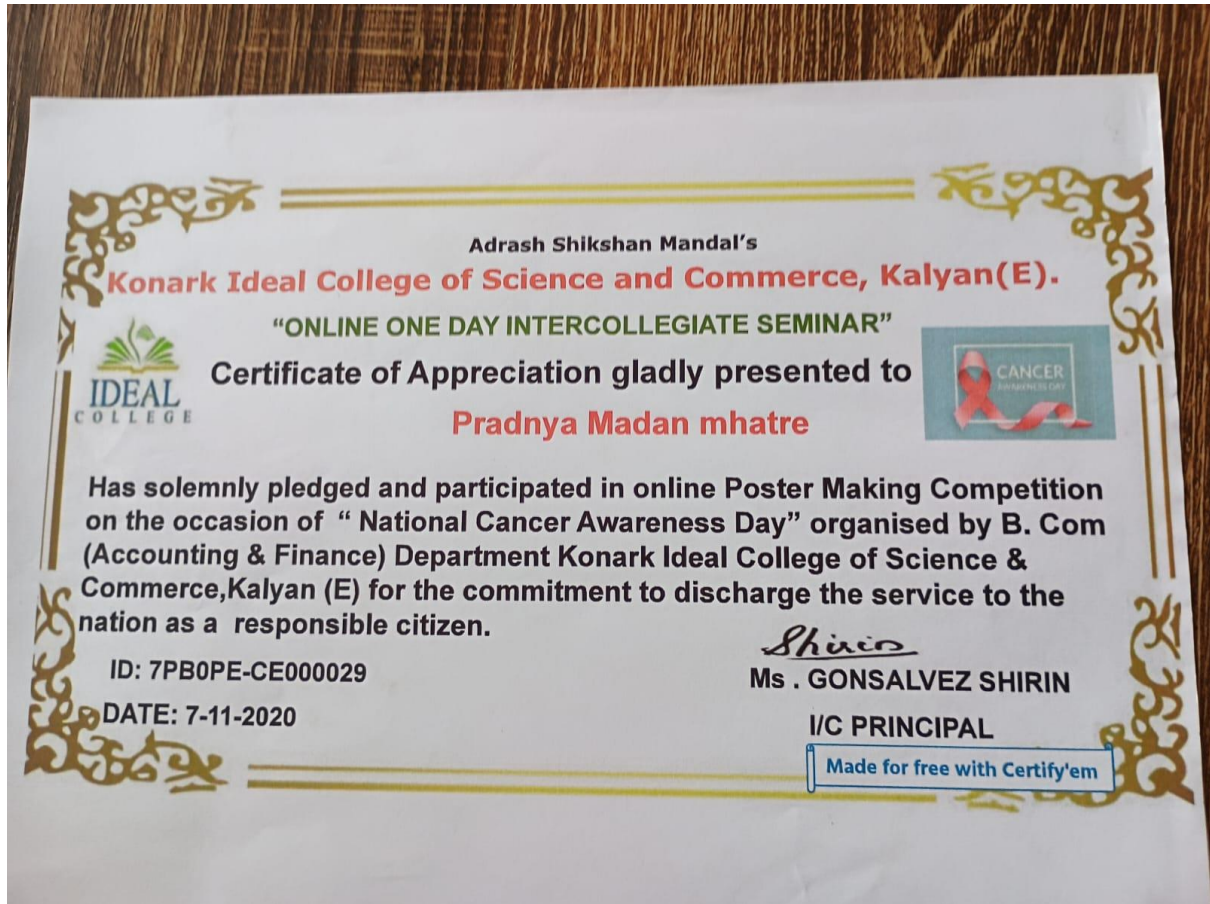 Adrash Shikshan Mandal's
Konark Ideal College of Science and Commerce, Kalyan(E).
“ONLINE ONE DAY INTERCOLLEGIATE SEMINAR”
Certificate of Appreciation gladly presented to
IDEAL
COLLEGE
CANCER
AWARENESS DAY
Pradnya Madan mhatre
Has solemnly pledged and participated in online Poster Making Competition
on the occasion of “ National Cancer Awareness Day” organised by B. Com
(Accounting & Finance) Department Konark Ideal College of Science &
Commerce,Kalyan (E) for the commitment to discharge the service to the
nation as a responsible citizen.
Shirin
ID: 7PB0PE-CE000029
Ms . GONSALVEZ SHIRIN
DATE: 7-11-2020
I/C PRINCIPAL
Made for free with Certify'em